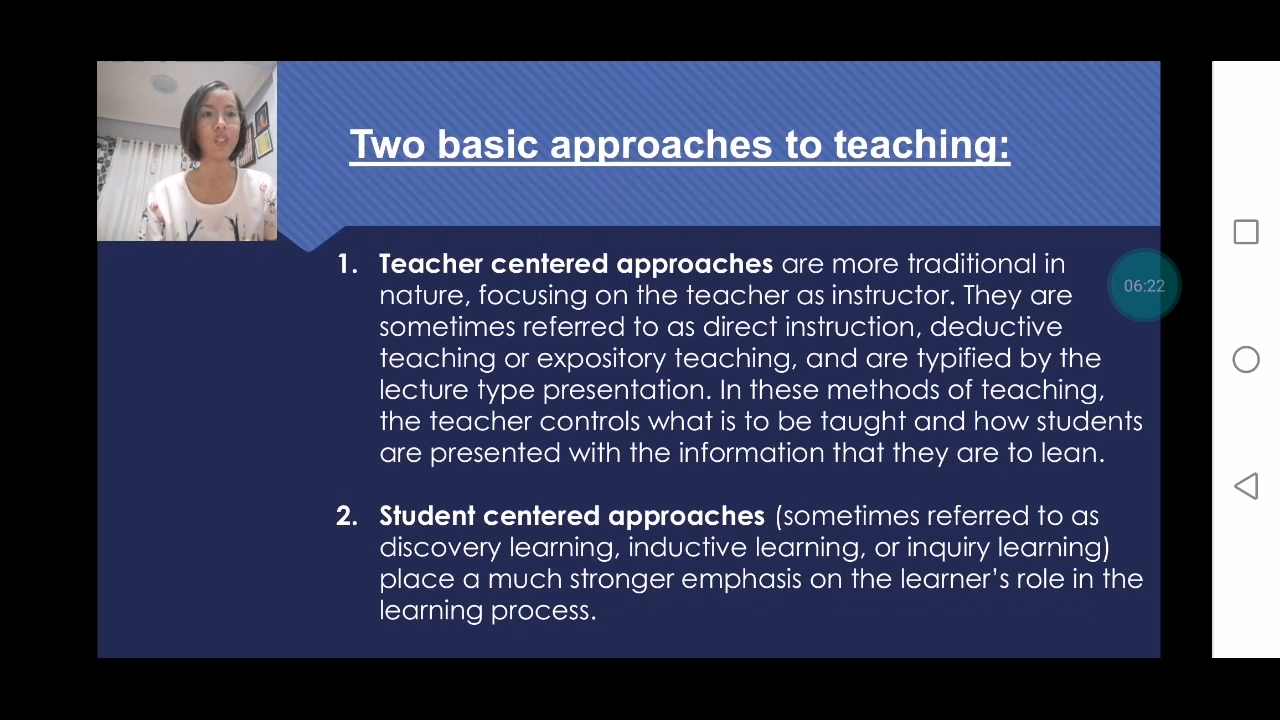 Two basic approaches to teaching:
1. Teacher centered approaches are more traditional in
nature, focusing on the teacher as instructor. They are
sometimes referred to as direct instruction, deductive
teaching or expository teaching, and are typified by the
lecture type presentation. In these methods of teaching,
the teacher controls what is to be taught and how students
are presented with the information that they are to lean.
2. Student centered approaches (sometimes referred to as
discovery learning, inductive learning, or inquiry learning)
place a much stronger emphasis on the learner’s role in the
learning process.
06:22